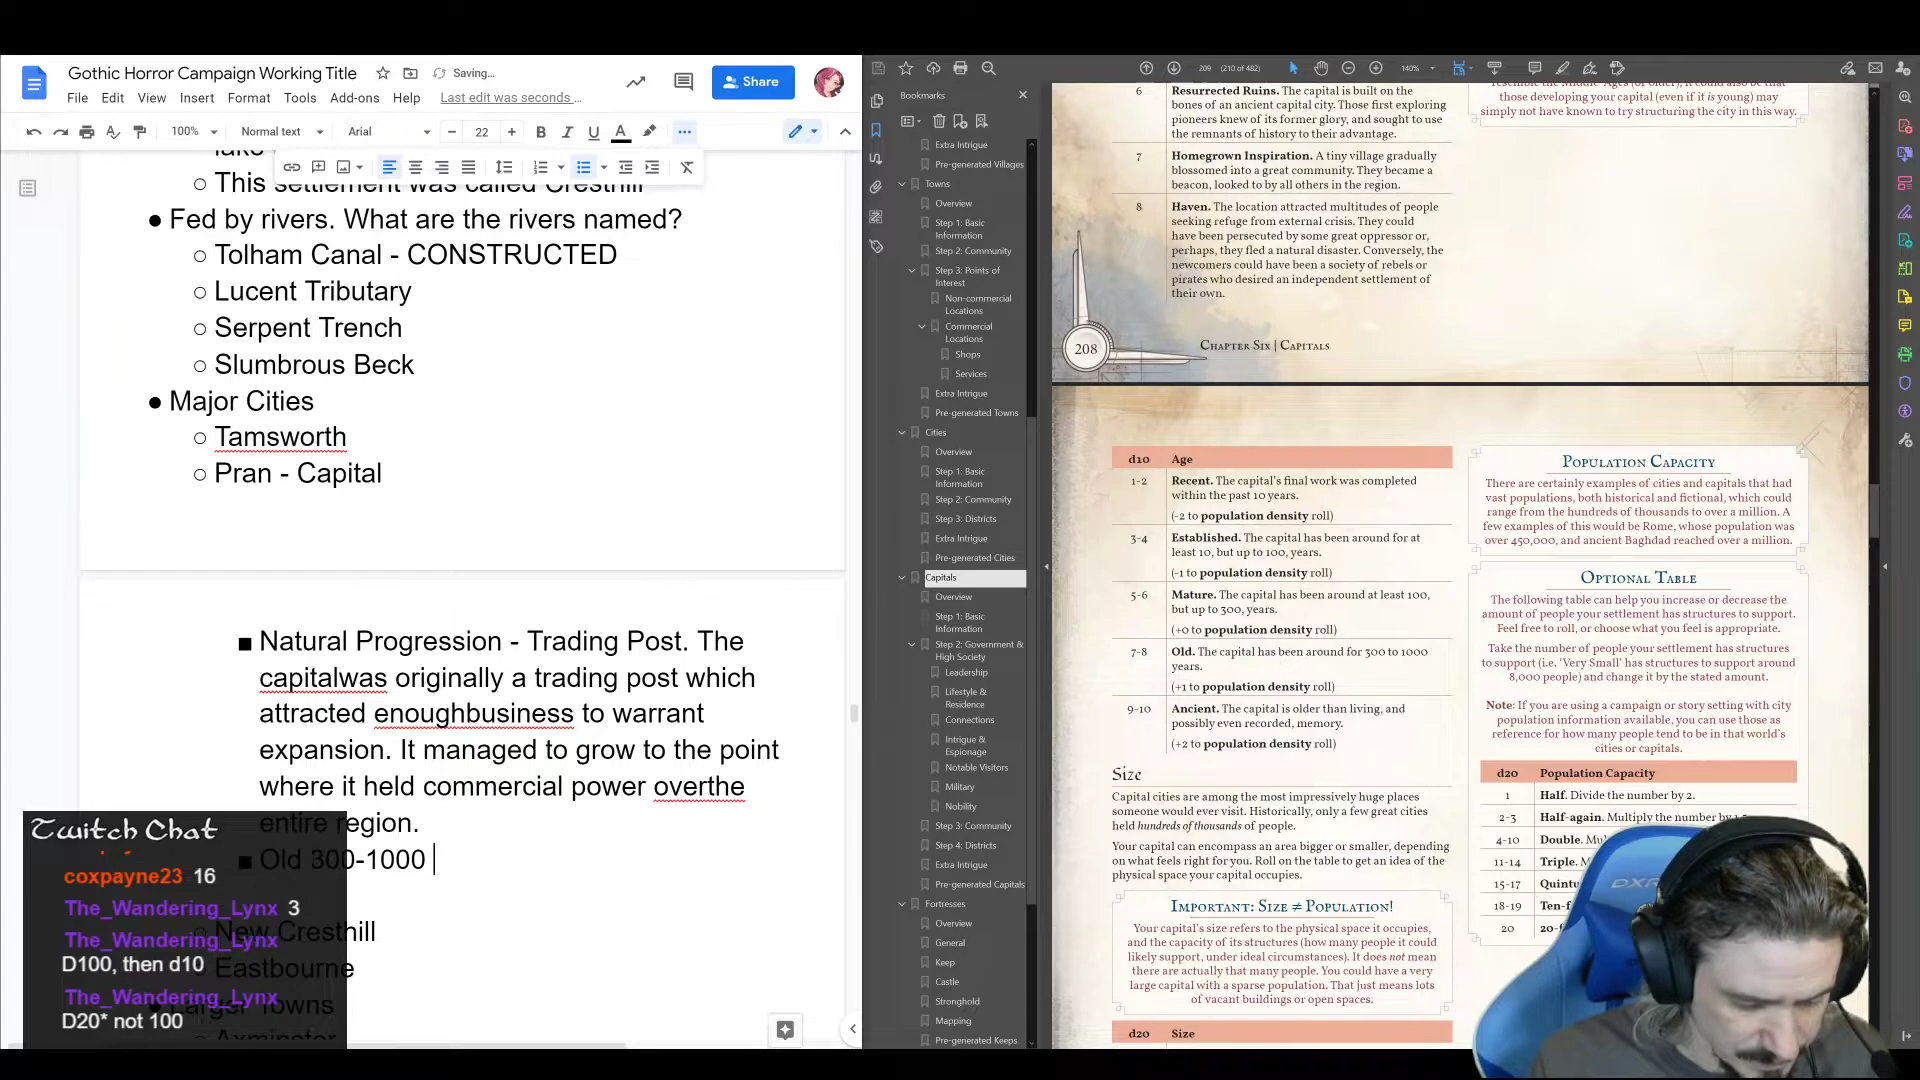 Gothic Horror Campaign Working Title
Saving…
File Edit View Insert Format Tools Add-ons Help
Last edit was seconds ...
Share
100%
Normal text
Arial
22
This settlement was called Cresthill
Fed by rivers. What are the rivers named?
Tolham Canal - CONSTRUCTED
Lucent Tributary
Serpent Trench
Slumbrous Beck
Major Cities
Tamsworth
Pran - Capital
Natural Progression - Trading Post. The
capitalwas originally a trading post which
attracted enoughbusiness to warrant
expansion. It managed to grow to the point
where it held commercial power overthe
entire region.
Old 300-1000
New Cresthill
Eastbourne
Larger Towns
Axminster
Twitch Chat
coxpayne23 16
The_Wandering_Lynx 3
The_Wandering_Lynx
D100, then d10
The_Wandering_Lynx
D20* not 100
209 (210 of 482)
140%
Bookmarks
Extra Intrigue
Pre-generated Villages
Towns
Overview
Step 1: Basic
Information
Step 2: Community
Step 3: Points of
Interest
Non-commercial
Locations
Commercial
Locations
Shops
Services
Extra Intrigue
Pre-generated Towns
Cities
Overview
Step 1: Basic
Information
Step 2: Community
Step 3: Districts
Extra Intrigue
Pre-generated Cities
Capitals
Overview
Step 1: Basic
Information
Step 2: Government &
High Society
Leadership
Lifestyle &
Residence
Connections
Intrigue &
Espionage
Notable Visitors
Military
Nobility
Step 3: Community
Step 4: Districts
Extra Intrigue
Pre-generated Capitals
Fortresses
Overview
General
Keep
Castle
Stronghold
Mapping
Pre-generated Keeps
6 Resurrected Ruins. The capital is built on the
bones of an ancient capital city. Those first exploring
pioneers knew of its former glory, and sought to use
the remnants of history to their advantage.
7 Homegrown Inspiration. A tiny village gradually
blossomed into a great community. They became a
beacon, looked to by all others in the region.
8 Haven. The location attracted multitudes of people
seeking refuge from external crisis. They could
have been persecuted by some great oppressor or,
perhaps, they fled a natural disaster. Conversely, the
newcomers could have been a society of rebels or
pirates who desired an independent settlement of
their own.
those developing your capital (even if it is young) may
simply not have known to try structuring the city in this way.
208
Chapter Six | Capitals
d10 Age
1-2 Recent. The capital's final work was completed
within the past 10 years.
(-2 to population density roll)
3-4 Established. The capital has been around for at
least 10, but up to 100, years.
(-1 to population density roll)
5-6 Mature. The capital has been around at least 100,
but up to 300, years.
(+0 to population density roll)
7-8 Old. The capital has been around for 300 to 1000
years.
(+1 to population density roll)
9-10 Ancient. The capital is older than living, and
possibly even recorded, memory.
(+2 to population density roll)
Size
Capital cities are among the most impressively huge places
someone would ever visit. Historically, only a few great cities
held hundreds of thousands of people.
Your capital can encompass an area bigger or smaller, depending
on what feels right for you. Roll on the table to get an idea of the
physical space your capital occupies.
Important: Size ≠ Population!
Your capital's size refers to the physical space it occupies,
and the capacity of its structures (how many people it could
likely support, under ideal circumstances). It does not mean
there are actually that many people. You could have a very
large capital with a sparse population. That just means lots
of vacant buildings or open spaces.
d20 Size
Population Capacity
There are certainly examples of cities and capitals that had
vast populations, both historical and fictional, which could
range from the hundreds of thousands to over a million. A
few examples of this would be Rome, whose population was
over 450,000, and ancient Baghdad reached over a million.
Optional Table
The following table can help you increase or decrease the
amount of people your settlement has structures to support.
Feel free to roll, or choose what you feel is appropriate.
Take the number of people your settlement has structures
to support (i.e. 'Very Small' has structures to support around
8,000 people) and change it by the stated amount.
Note: If you are using a campaign or story setting with city
population information available, you can use those as
reference for how many people tend to be in that world's
cities or capitals.
d20 Population Capacity
1 Half. Divide the number by 2.
2-3 Half-again. Multiply the number by
4-10 Double.
11-14 Triple.
15-17
18-19
20